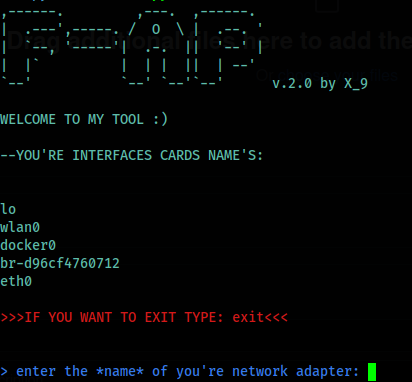 v.2.0 by X_9
WELCOME TO MY TOOL :)
--YOU'RE INTERFACES CARDS NAME'S:
lo
wlan0
docker0
br-d96cf4760712
eth0
>>>IF YOU WANT TO EXIT TYPE: exit<<<
> enter the *name* of you're network adapter: